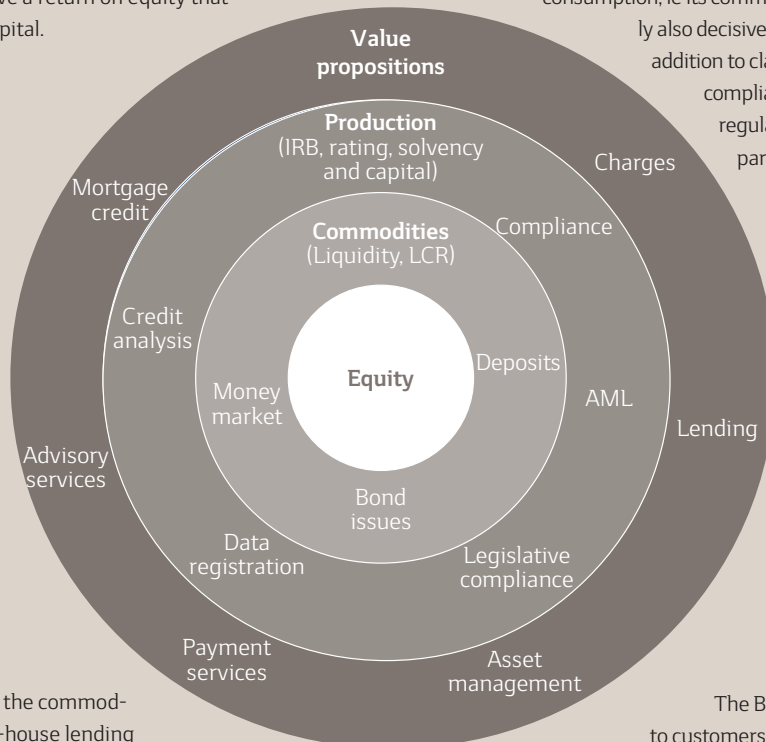 ve a return on equity that
pital.
consumption, ie its comm
ly also decisive
addition to cla
complia
regula
par
Value
propositions
Production
(IRB, rating, solvency
and capital)
Commodities
(Liquidity, LCR)
Equity
Mortgage
credit
Charges
Compliance
Credit
analysis
Deposits
Money
market
AML
Lending
Advisory
services
Bond
issues
Data
registration
Legislative
compliance
Payment
services
Asset
management
the commod-
-house lending
The B
to customers